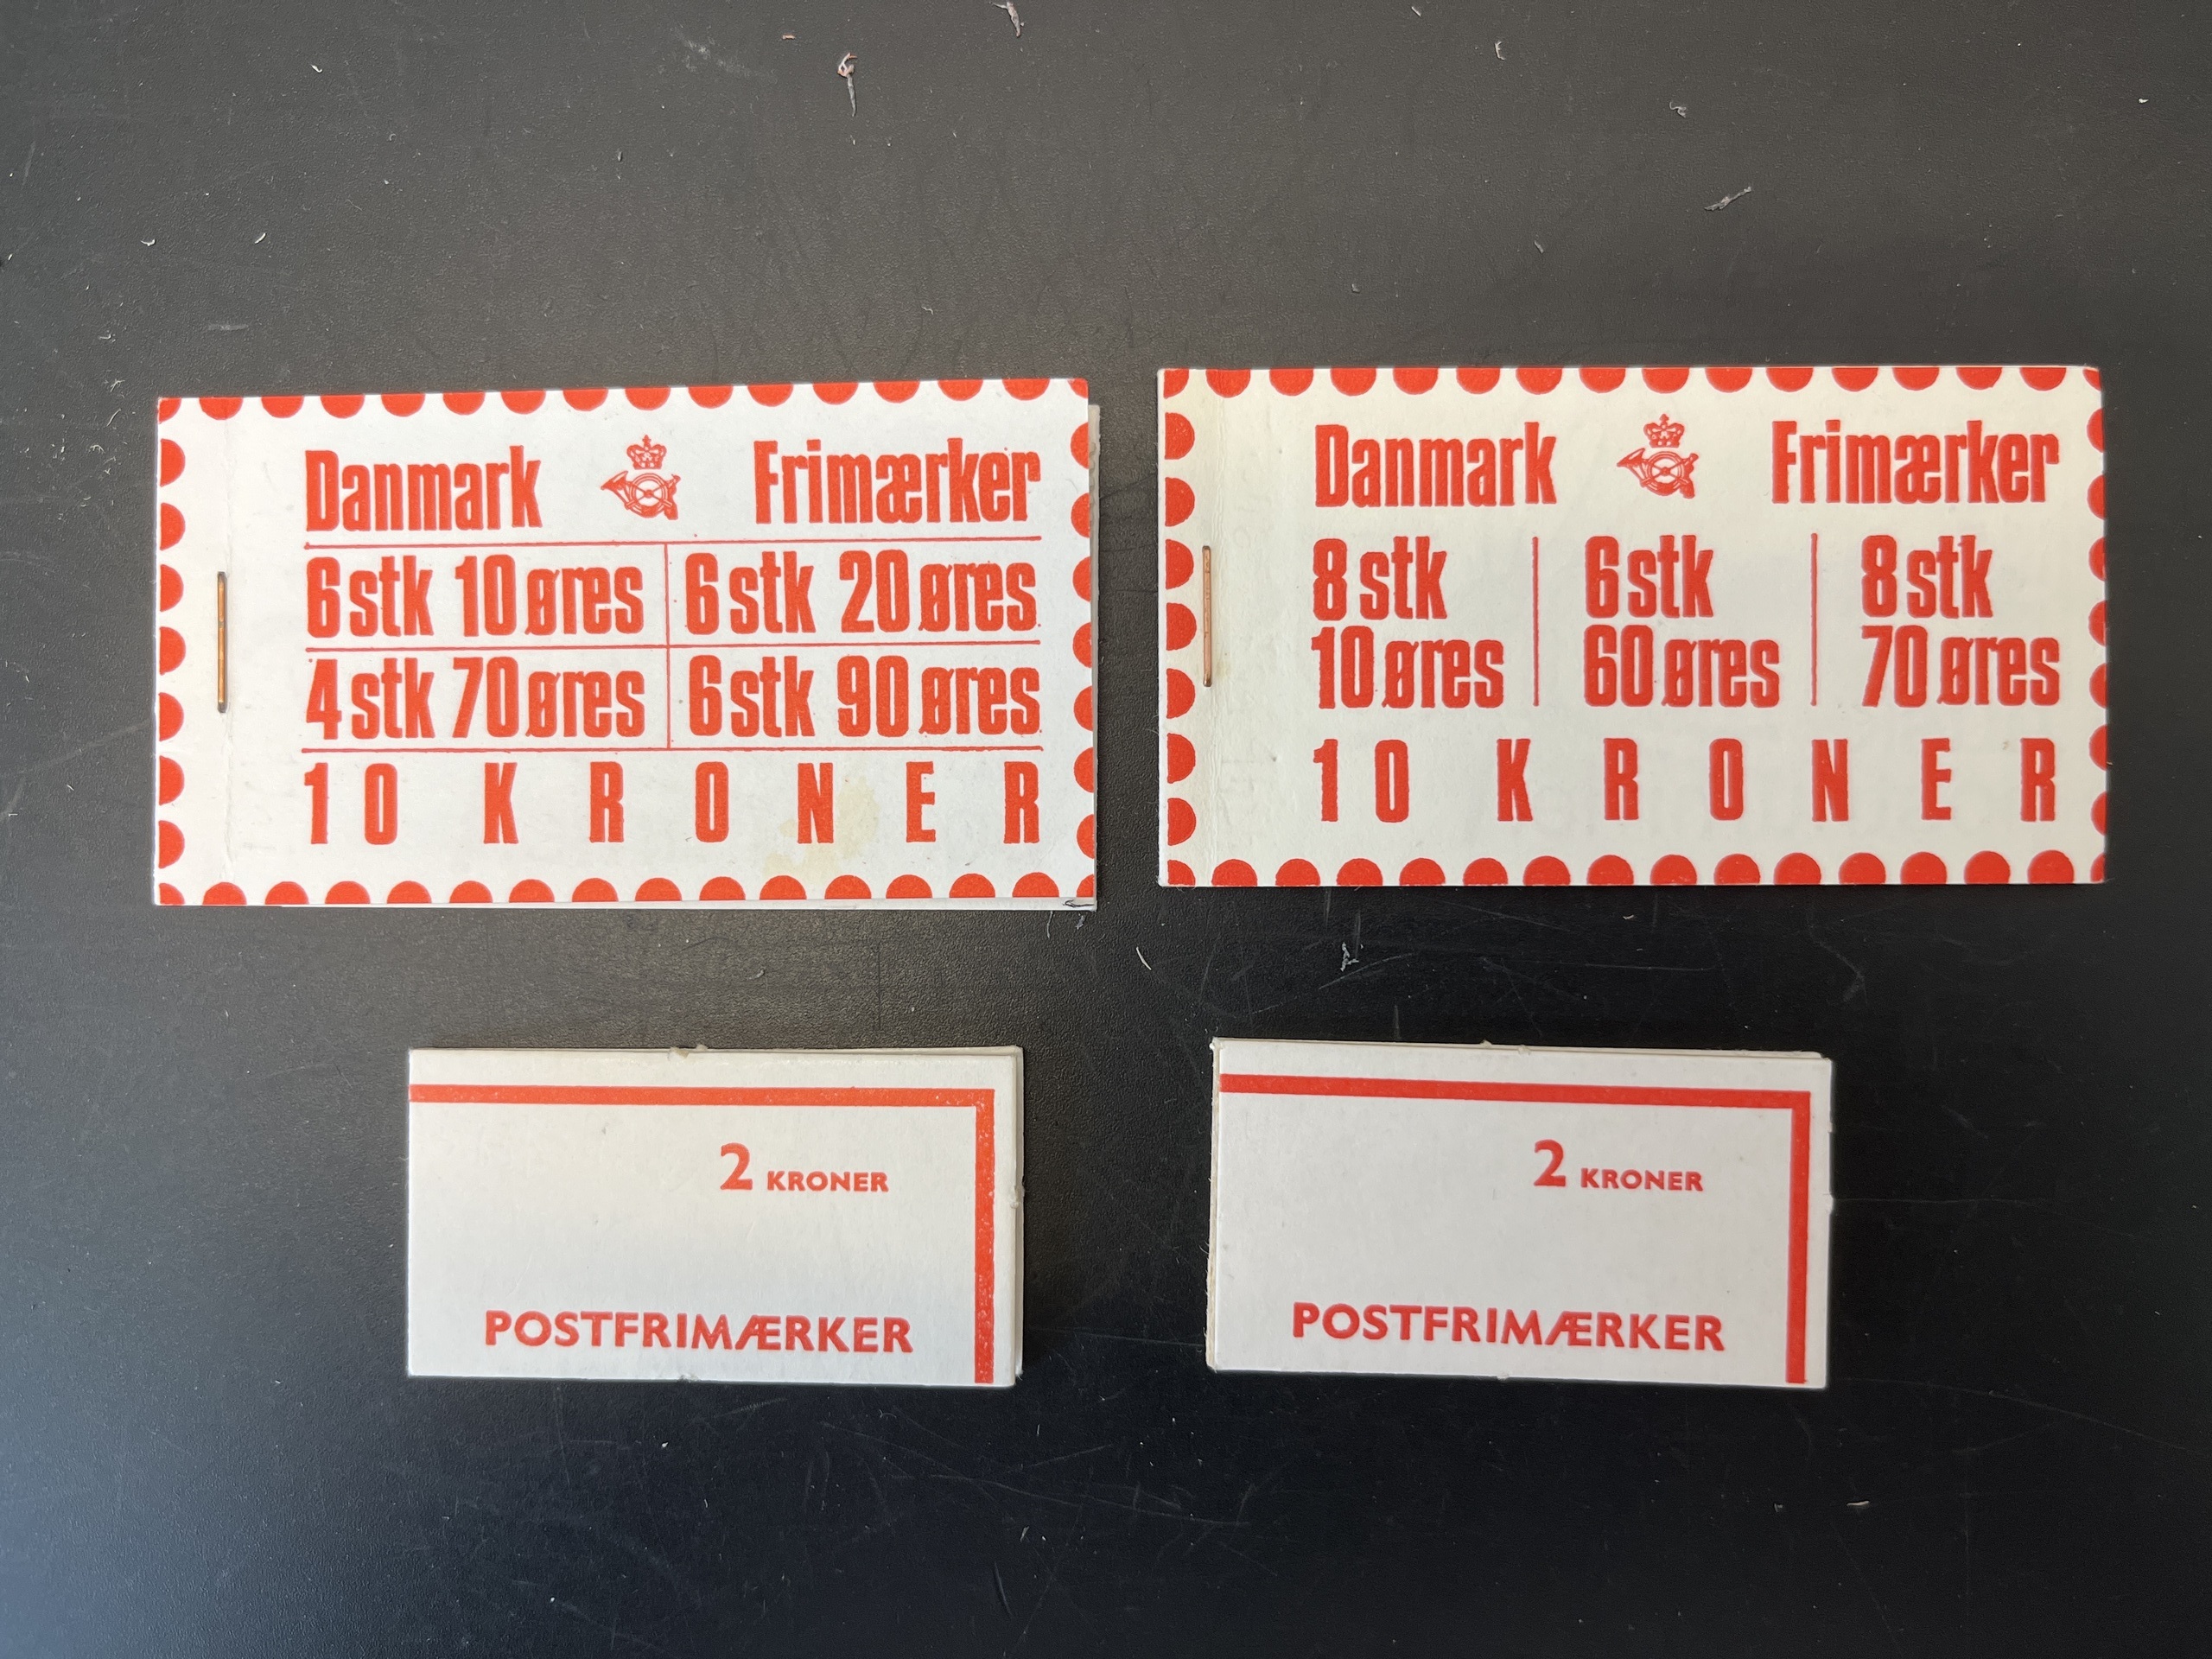 Danmark Frimærker
6 stk 10 øres 6 stk 20 øres
4 stk 70 øres 6 stk 90 øres
10 KRONER
Danmark Frimærker
8 stk 6 stk 8 stk
10 øres 60 øres 70 øres
10 KRONER
2 KRONER
POSTFRIMÆRKER
2 KRONER
POSTFRIMÆRKER